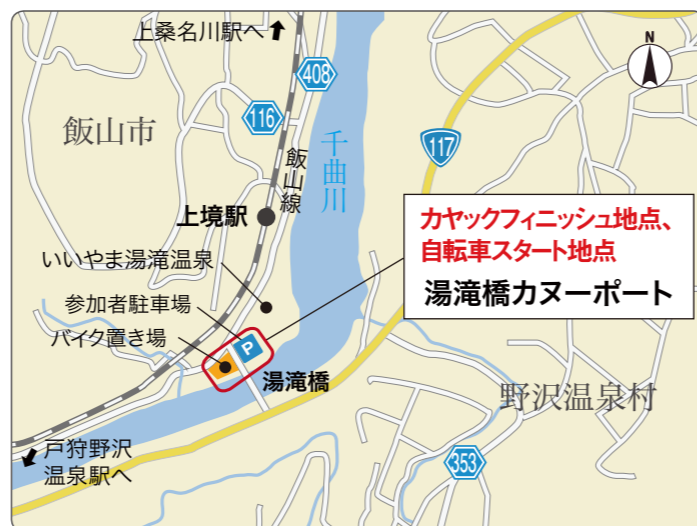 上桑名川駅へ
N
408
116
117
飯山市
飯山線
千曲川
上境駅
カヤックフィニッシュ地点、
自転車スタート地点
湯滝橋カヌーポート
いいやま湯滝温泉
参加者駐車場
P
バイク置き場
湯滝橋
野沢温泉村
戸狩野沢
温泉駅へ
353